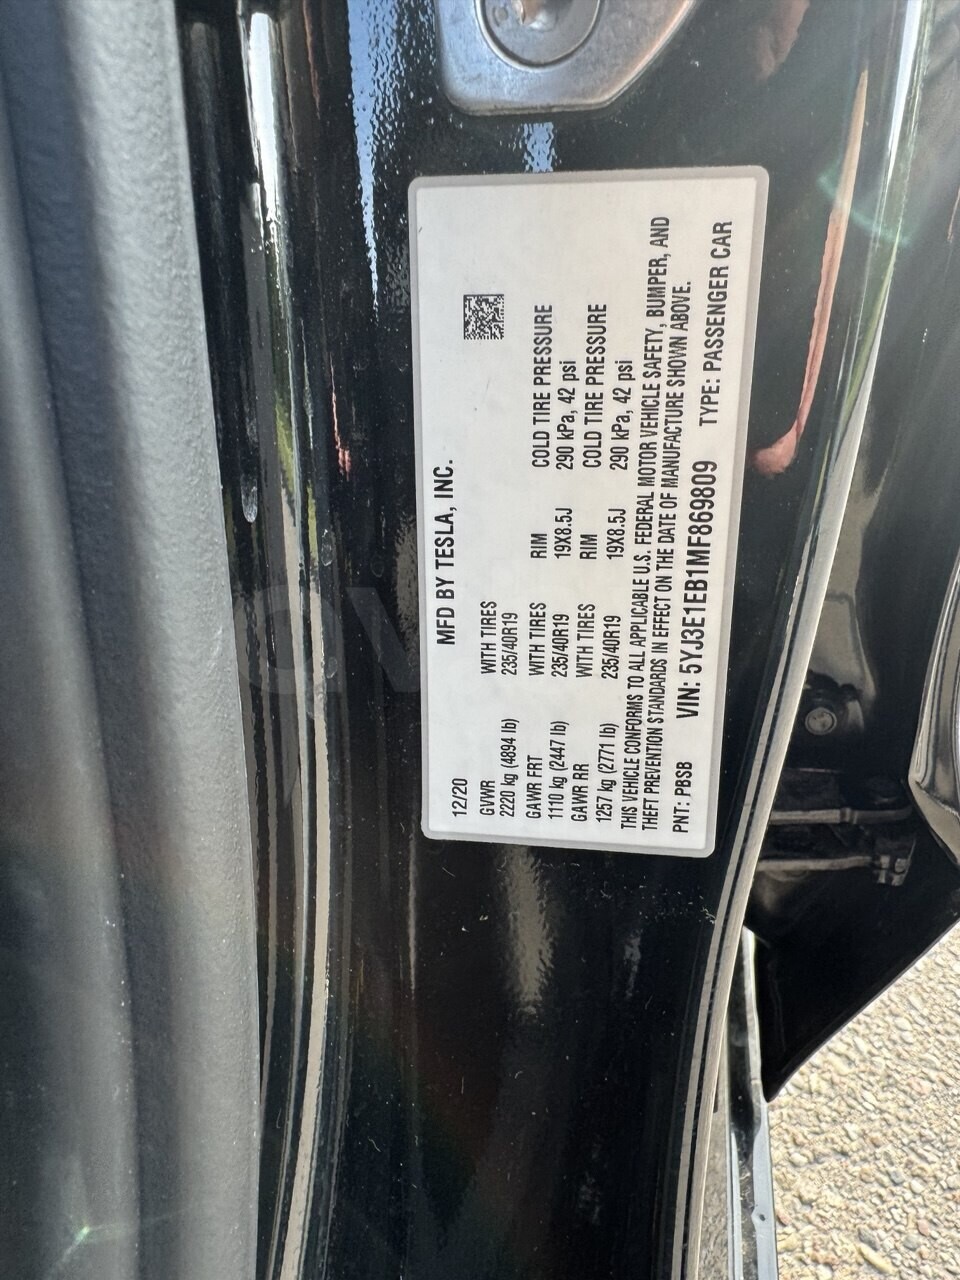 MFD BY TESLA, INC.
12/20
GVWR WITH TIRES
2220 kg (4894 lb) 235/40R19
GAWR FRT WITH TIRES RIM COLD TIRE PRESSURE
1110 kg (2447 lb) 235/40R19 19X8.5J 290 kPa, 42 psi
GAWR RR WITH TIRES RIM COLD TIRE PRESSURE
1257 kg (2771 lb) 235/40R19 19X8.5J 290 kPa, 42 psi
THIS VEHICLE CONFORMS TO ALL APPLICABLE U.S. FEDERAL MOTOR VEHICLE SAFETY, BUMPER, AND
THEFT PREVENTION STANDARDS IN EFFECT ON THE DATE OF MANUFACTURE SHOWN ABOVE.
PNT: PBSB VIN: 5YJ3E1EB1MF869809 TYPE: PASSENGER CAR